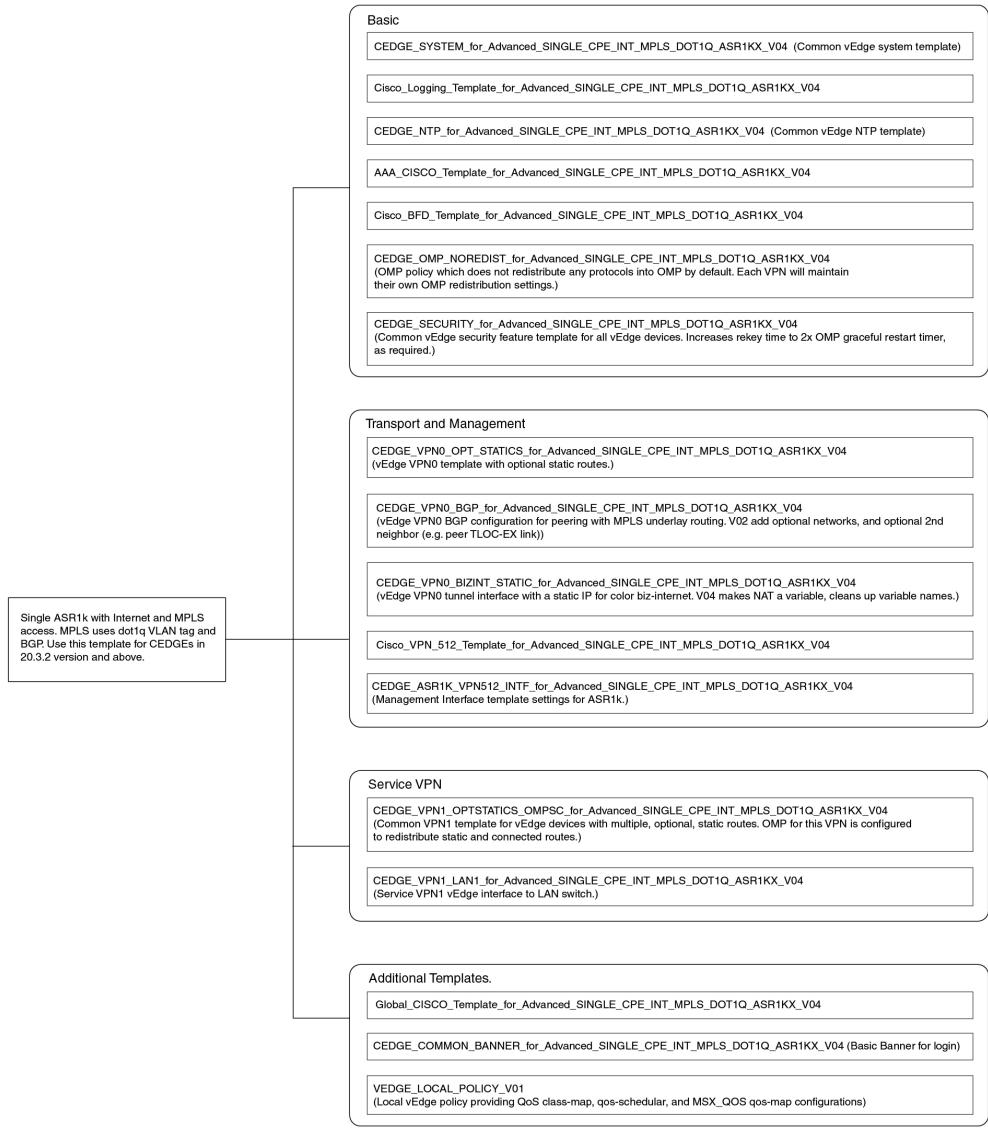 Basic
CEDGE_SYSTEM_for_Advanced_SINGLE_CPE_INT_MPLS_DOT1Q_ASR1KX_V04 (Common vEdge system template)
Cisco_Logging_Template_for_Advanced_SINGLE_CPE_INT_MPLS_DOT1Q_ASR1KX_V04
CEDGE_NTP_for_Advanced_SINGLE_CPE_INT_MPLS_DOT1Q_ASR1KX_V04 (Common vEdge NTP template)
AAA_CISCO_Template_for_Advanced_SINGLE_CPE_INT_MPLS_DOT1Q_ASR1KX_V04
Cisco_BFD_Template_for_Advanced_SINGLE_CPE_INT_MPLS_DOT1Q_ASR1KX_V04
CEDGE_OMP_NOREDIST_for_Advanced_SINGLE_CPE_INT_MPLS_DOT1Q_ASR1KX_V04
(OMP policy which does not redistribute any protocols into OMP by default. Each VPN will maintain
their own OMP redistribution settings.)
CEDGE_SECURITY_for_Advanced_SINGLE_CPE_INT_MPLS_DOT1Q_ASR1KX_V04
(Common vEdge security feature template for all vEdge devices. Increases rekey time to 2x OMP graceful restart timer,
as required.)
Transport and Management
CEDGE_VPN0_OPT_STATICS_for_Advanced_SINGLE_CPE_INT_MPLS_DOT1Q_ASR1KX_V04
(vEdge VPN0 template with optional static routes.)
CEDGE_VPN0_BGP_for_Advanced_SINGLE_CPE_INT_MPLS_DOT1Q_ASR1KX_V04
(vEdge VPN0 BGP configuration for peering with MPLS underlay routing. V02 add optional networks, and optional 2nd
neighbor (e.g. peer TLOC-EX link))
CEDGE_VPN0_BIZINT_STATIC_for_Advanced_SINGLE_CPE_INT_MPLS_DOT1Q_ASR1KX_V04
(vEdge VPN0 tunnel interface with a static IP for color biz-internet. V04 makes NAT a variable, cleans up variable names.)
Cisco_VPN_512_Template_for_Advanced_SINGLE_CPE_INT_MPLS_DOT1Q_ASR1KX_V04
CEDGE_ASR1K_VPN512_INTF_for_Advanced_SINGLE_CPE_INT_MPLS_DOT1Q_ASR1KX_V04
(Management Interface template settings for ASR1k.)
Single ASR1k with Internet and MPLS
access. MPLS uses dot1q VLAN tag and
BGP. Use this template for CEDGEs in
20.3.2 version and above.
Service VPN
CEDGE_VPN1_OPTSTATICS_OMPSC_for_Advanced_SINGLE_CPE_INT_MPLS_DOT1Q_ASR1KX_V04
(Common VPN1 template for vEdge devices with multiple, optional, static routes. OMP for this VPN is configured
to redistribute static and connected routes.)
CEDGE_VPN1_LAN1_for_Advanced_SINGLE_CPE_INT_MPLS_DOT1Q_ASR1KX_V04
(Service VPN1 vEdge interface to LAN switch.)
Additional Templates.
Global_CISCO_Template_for_Advanced_SINGLE_CPE_INT_MPLS_DOT1Q_ASR1KX_V04
CEDGE_COMMON_BANNER_for_Advanced_SINGLE_CPE_INT_MPLS_DOT1Q_ASR1KX_V04 (Basic Banner for login)
VEDGE_LOCAL_POLICY_V01
(Local vEdge policy providing QoS class-map, qos-schedular, and MSX_QOS qos-map configurations)